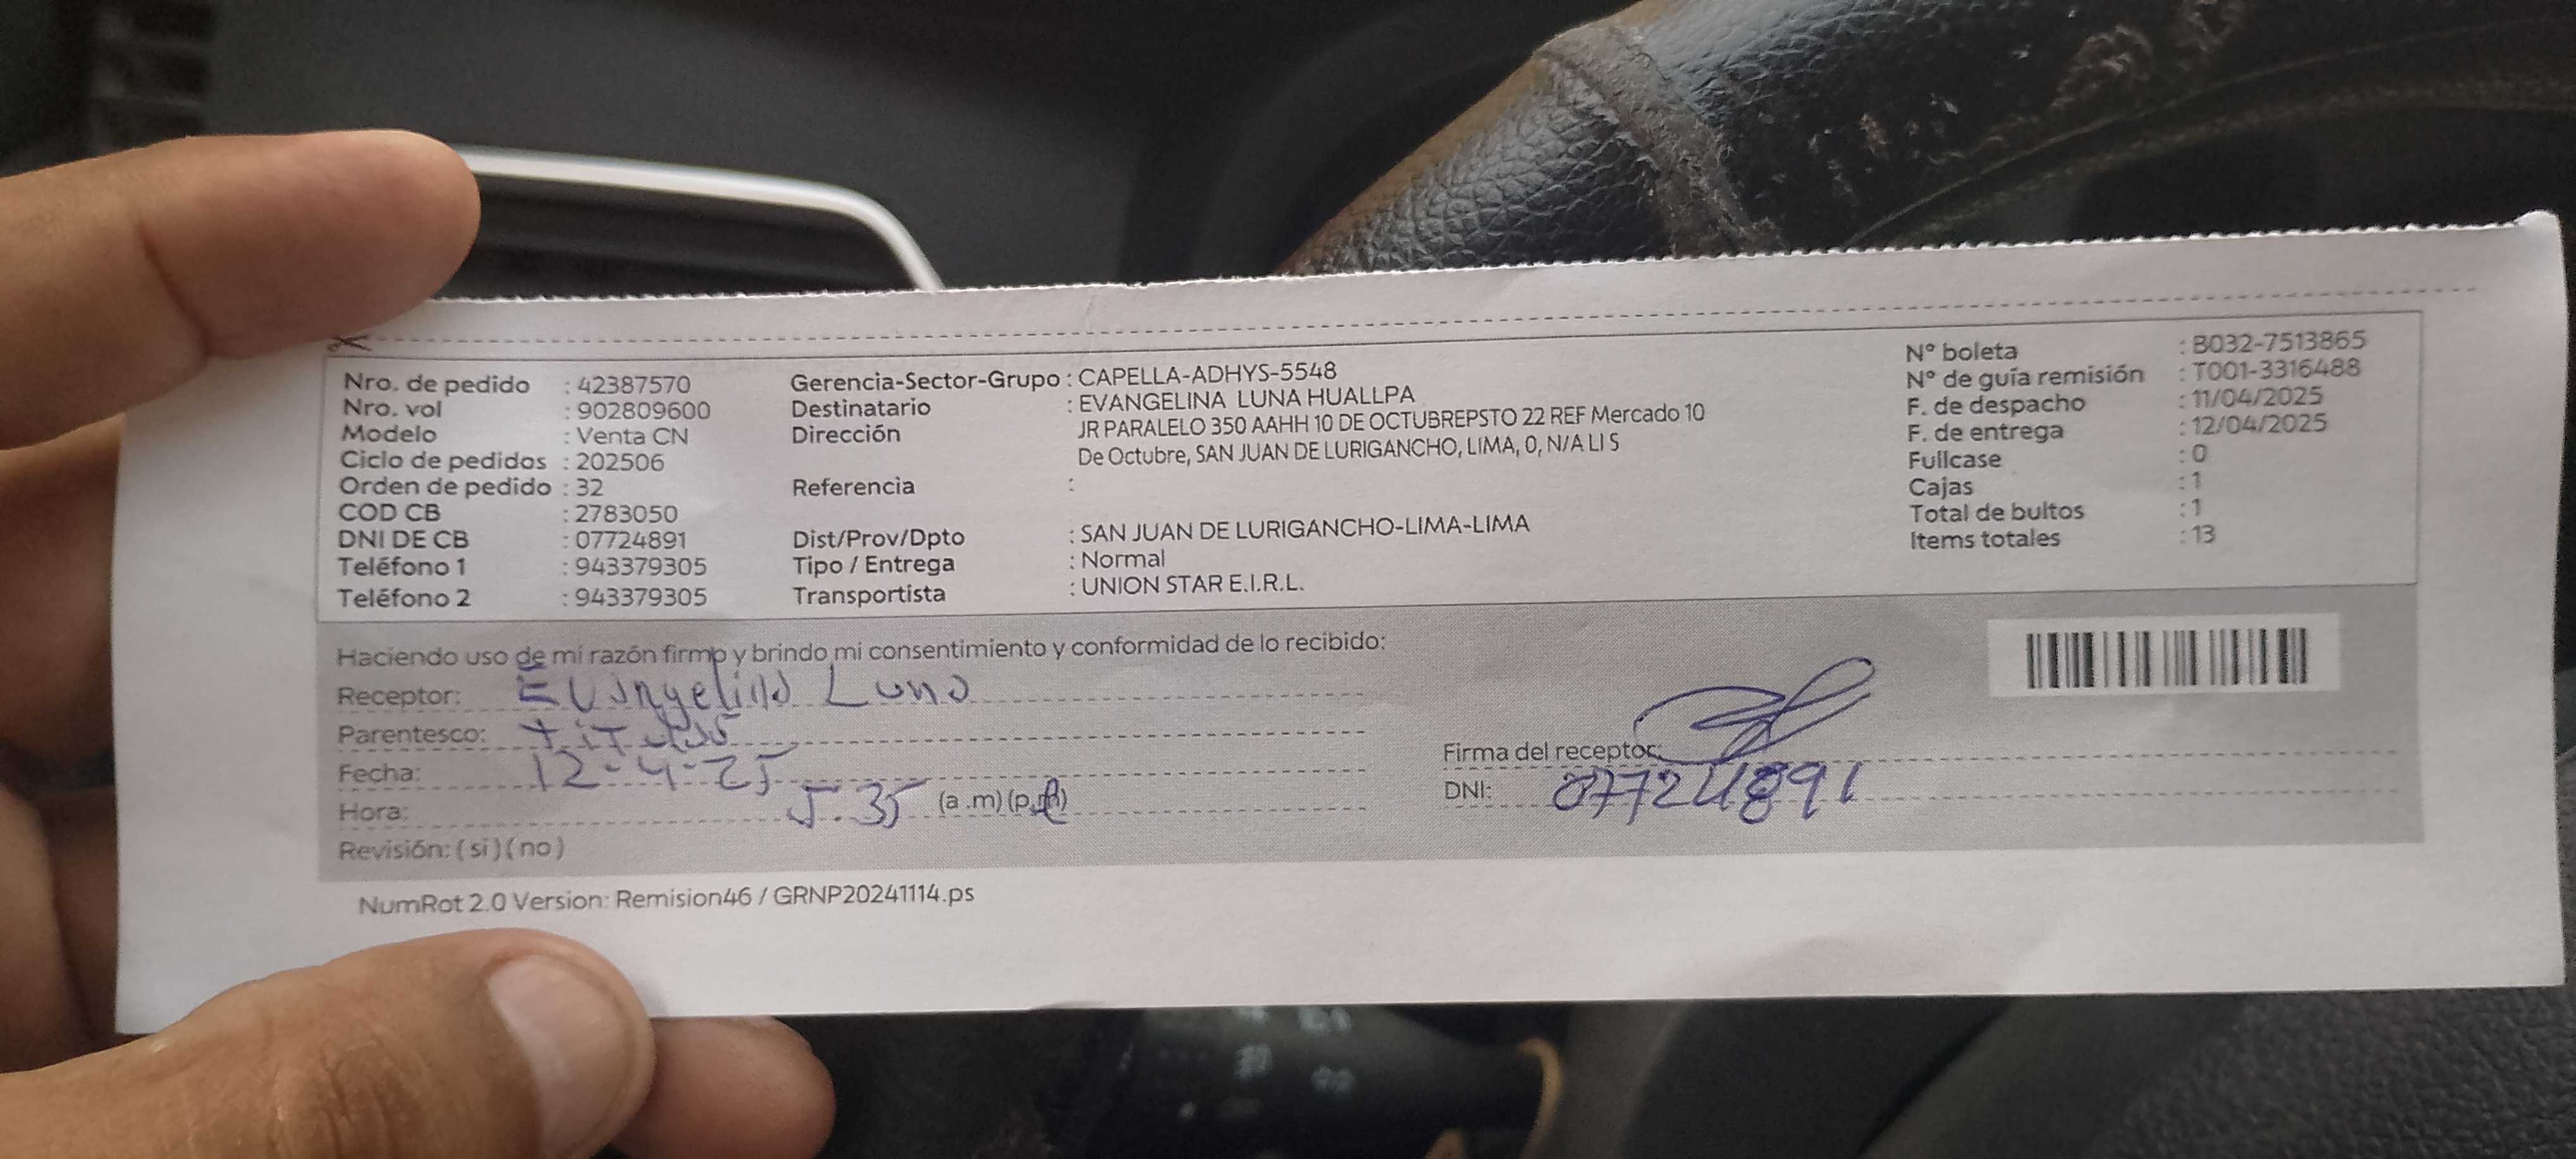 Nro. de pedido : 42387570
Nro. vol : 902809600
Modelo : Venta CN
Ciclo de pedidos : 202506
Orden de pedido : 32
COD CB : 2783050
DNI DE CB : 07724891
Teléfono 1 : 943379305
Teléfono 2 : 943379305
Gerencia-Sector-Grupo : CAPELLA-ADHYS-5548
Destinatario : EVANGELINA LUNA HUALLPA
Dirección JR PARALELO 350 AAHH 10 DE OCTUBREPSTO 22 REF Mercado 10
De Octubre, SAN JUAN DE LURIGANCHO, LIMA, 0, N/A LI S
Referencia :
Dist/Prov/Dpto : SAN JUAN DE LURIGANCHO-LIMA-LIMA
Tipo / Entrega : Normal
Transportista : UNION STAR E.I.R.L.
N° boleta : B032-7513865
N° de guía remisión : T001-3316488
F. de despacho : 11/04/2025
F. de entrega : 12/04/2025
Fullcase : 0
Cajas : 1
Total de bultos : 1
Items totales : 13
Haciendo uso de mi razón firmo y brindo mi consentimiento y conformidad de lo recibido:
Receptor: Evangelina Luna
Parentesco:
Fecha: 12-4-25
Hora: 5.35 (a.m) (p.m)
Revisión: ( si ) ( no )
Firma del receptor:
DNI: 07724891
NumRot 2.0 Version: Remision46 / GRNP20241114.ps